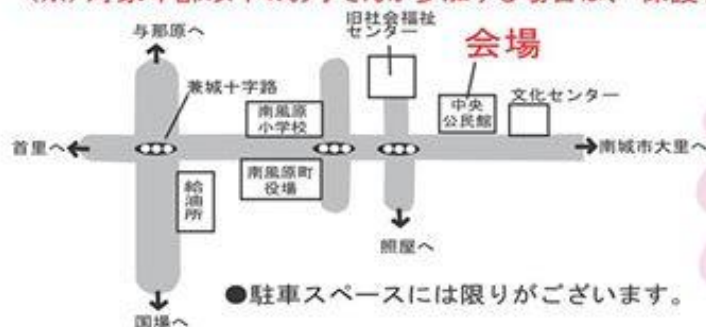 旧社会福祉
センター
与那原へ
会場
兼城十字路
南風原
小学校
中央
公民館
文化センター
首里へ
南城市大里へ
給油所
南風原町
役場
照屋へ
●駐車スペースには限りがございます。
国場へ